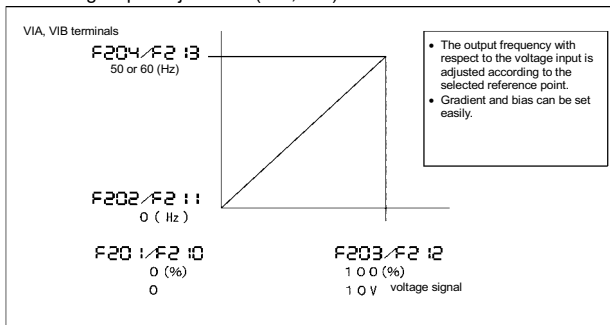 VIA, VIB terminals
F204/F213
50 or 60 (Hz)
• The output frequency with
respect to the voltage input is
adjusted according to the
selected reference point.
• Gradient and bias can be set
easily.
F202/F211
0 ( Hz )
F201/F210
0 (%)
0
F203/F212
100 (%)
10V voltage signal